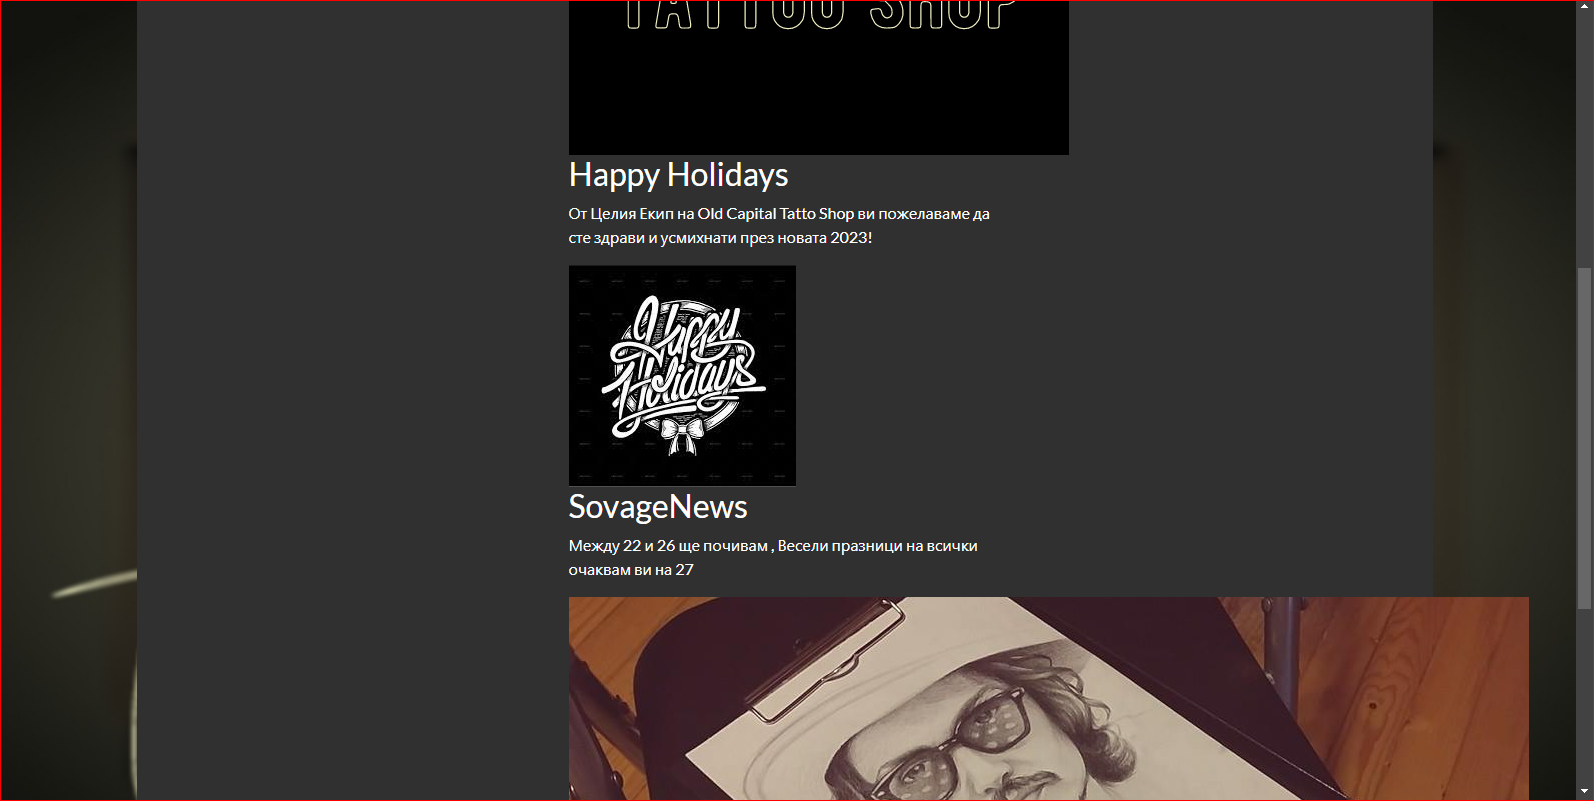 TATTOO SHOP
Happy Holidays
От Целия Екип на Old Capital Tatto Shop ви пожелаваме да
сте здрави и усмихнати през новата 2023!
Happy
Holidays
SovageNews
Между 22 и 26 ще почивам , Весели празници на всички
очаквам ви на 27